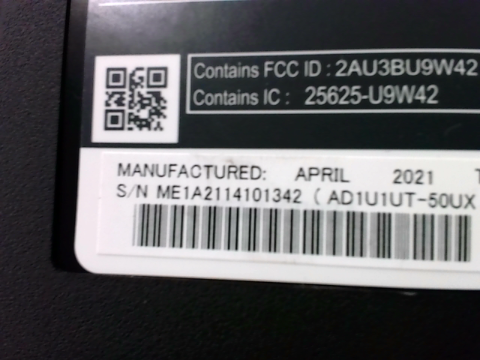 Contains FCC ID : 2AU3BU9W42
Contains IC : 25625-U9W42
MANUFACTURED: APRIL 2021 T
S/N ME1A2114101342 ( AD1U1UT-50UX